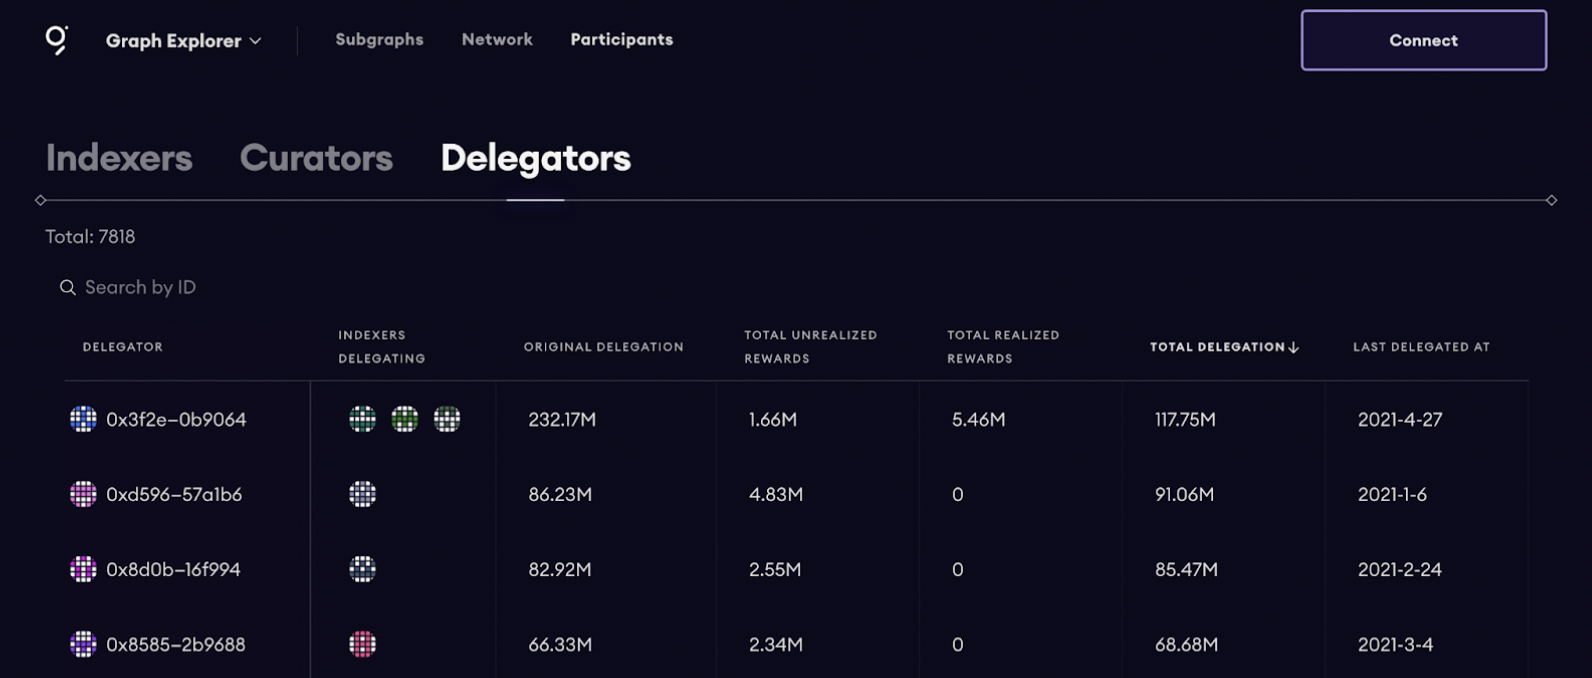 Graph Explorer Subgraphs Network Participants Connect
Indexers Curators Delegators
Total: 7818
Search by ID
DELEGATOR INDEXERS DELEGATING ORIGINAL DELEGATION TOTAL UNREALIZED REWARDS TOTAL REALIZED REWARDS TOTAL DELEGATION↓ LAST DELEGATED AT
0x3f2e–0b9064 232.17M 1.66M 5.46M 117.75M 2021-4-27
0xd596–57a1b6 86.23M 4.83M 0 91.06M 2021-1-6
0x8d0b–16f994 82.92M 2.55M 0 85.47M 2021-2-24
0x8585–2b9688 66.33M 2.34M 0 68.68M 2021-3-4